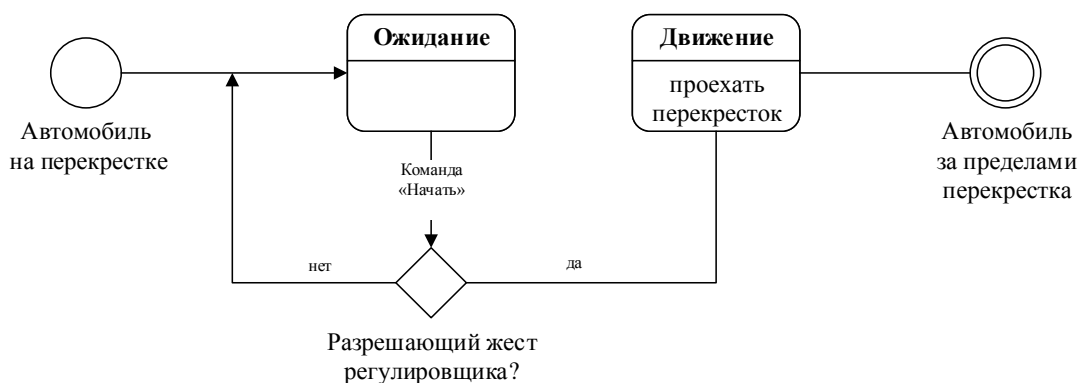 Ожидание
Движение
проехать
перекресток
Автомобиль
на перекрестке
Автомобиль
за пределами
перекрестка
Команда
«Начать»
нет
да
Разрешающий жест
регулировщика?